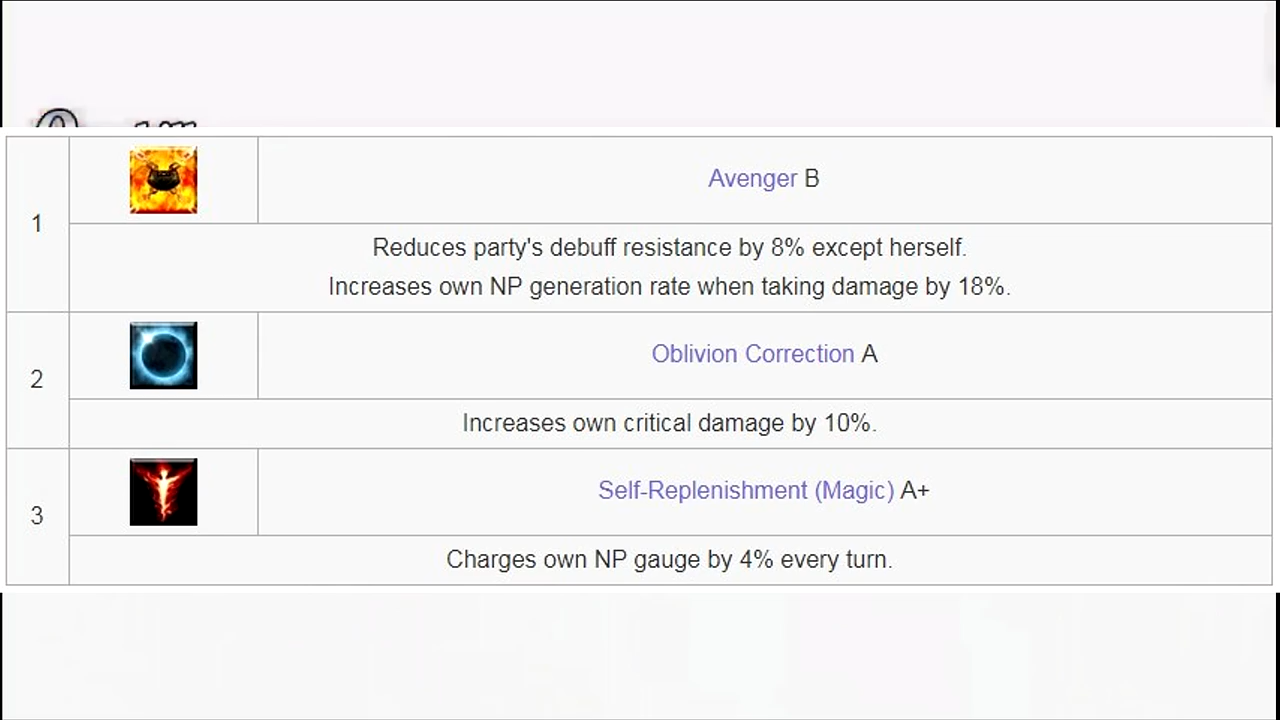 1
Avenger B
Reduces party's debuff resistance by 8% except herself.
Increases own NP generation rate when taking damage by 18%.
2
Oblivion Correction A
Increases own critical damage by 10%.
3
Self-Replenishment (Magic) A+
Charges own NP gauge by 4% every turn.